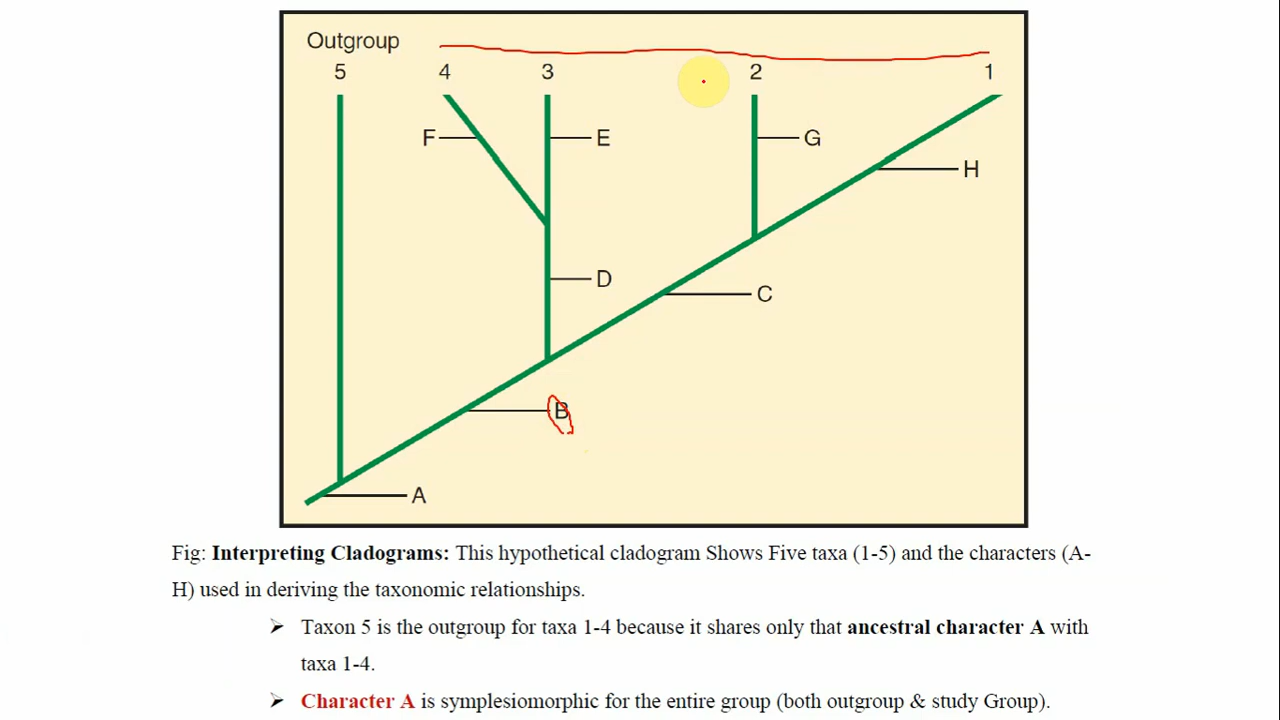 Outgroup
5 4 3 2 1
F E G
H
D
C
B
A
Fig: Interpreting Cladograms: This hypothetical cladogram Shows Five taxa (1-5) and the characters (A-
H) used in deriving the taxonomic relationships.
➢ Taxon 5 is the outgroup for taxa 1-4 because it shares only that ancestral character A with
taxa 1-4.
➢ Character A is symplesiomorphic for the entire group (both outgroup & study Group).